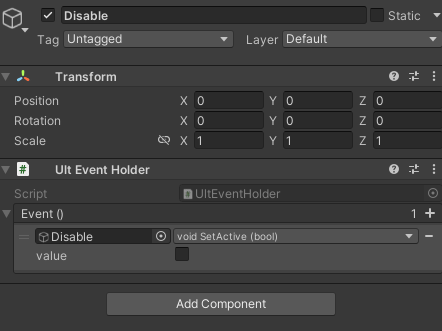 Disable Static
Tag Untagged Layer Default
Transform
Position X 0 Y 0 Z 0
Rotation X 0 Y 0 Z 0
Scale X 1 Y 1 Z 1
# Ult Event Holder
Script # UltEventHolder
Event () 1 +
Disable void SetActive (bool) −
value
Add Component